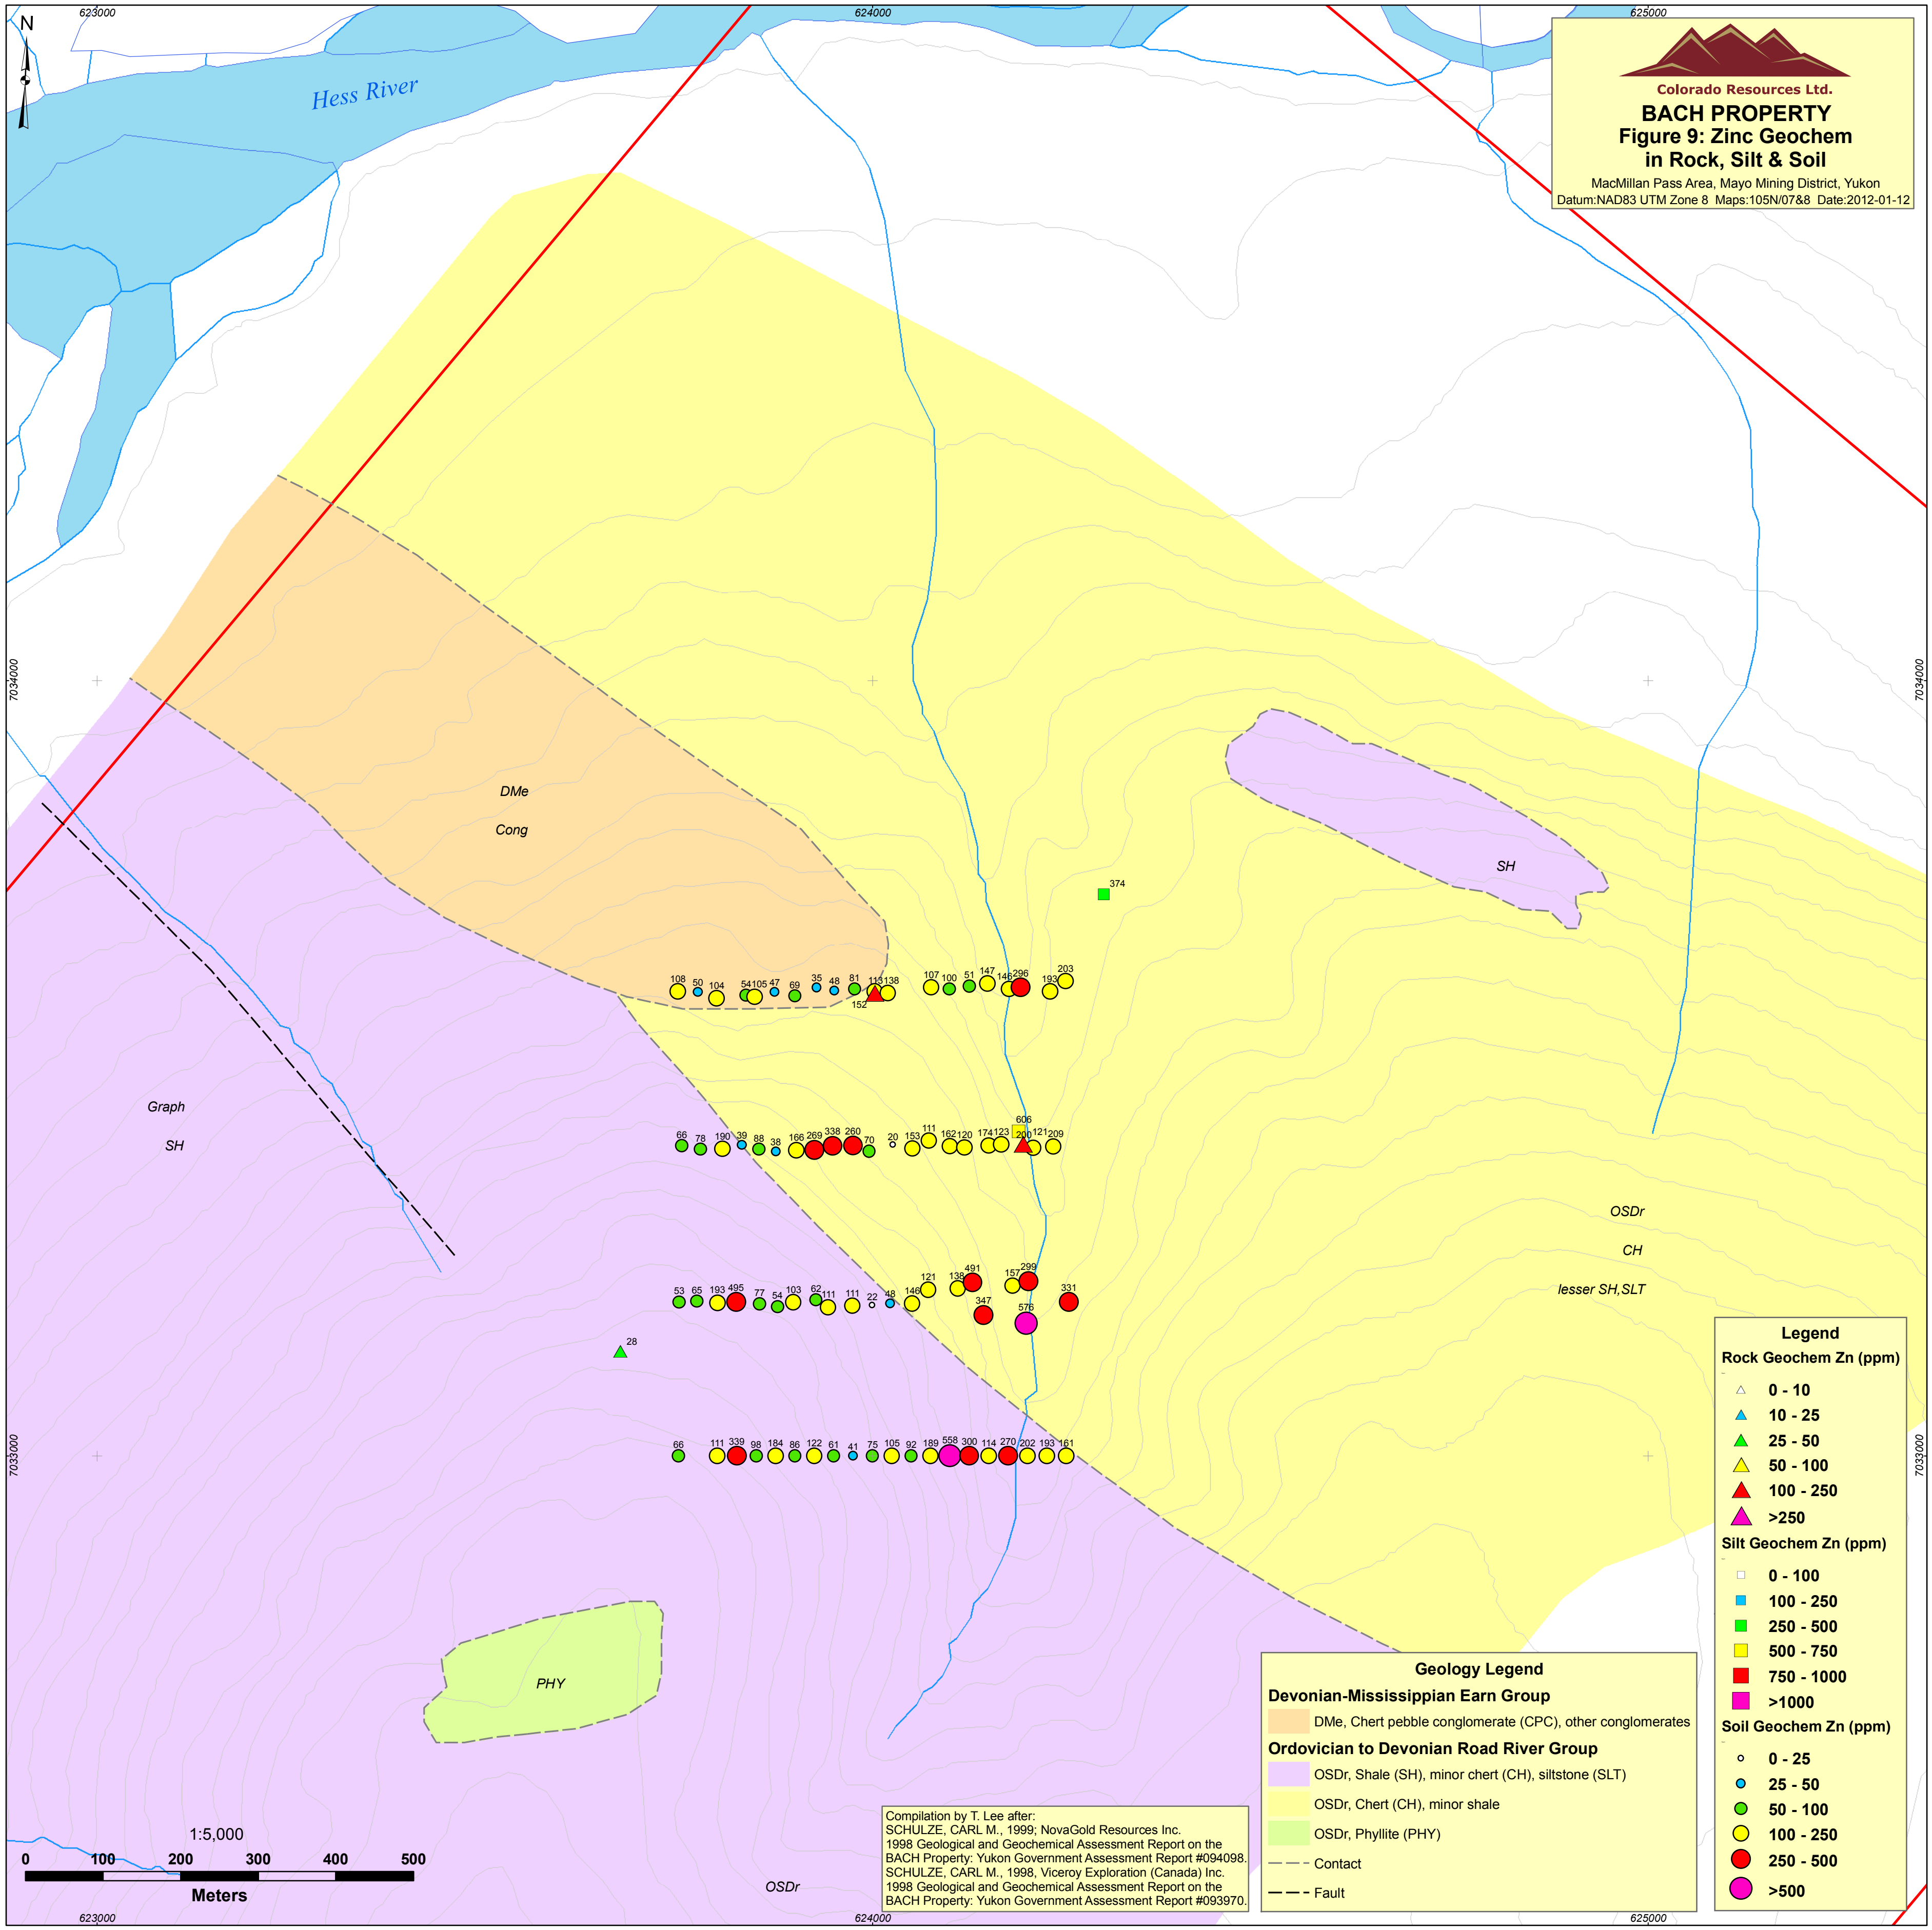 623000
624000
625000
N
Hess River
Colorado Resources Ltd.
BACH PROPERTY
Figure 9: Zinc Geochem
in Rock, Silt & Soil
MacMillan Pass Area, Mayo Mining District, Yukon
Datum:NAD83 UTM Zone 8 Maps:105N/07&8 Date:2012-01-12
7034000
7034000
DMe
Cong
SH
374
108 50 104 54 105 47 69 35 48 81 113 138 107 100 51 147 146 296 193 203
152
Graph
SH
606
66 78 190 39 88 38 166 269 338 260 70 20 153 111 162 120 174 123 200 121 209
OSDr
CH
lesser SH,SLT
53 65 193 495 77 54 103 62 111 111 22 48 146 121 138 491 347 157 299 576 331
28
66 111 339 98 184 86 122 61 41 75 105 92 189 558 300 114 270 202 193 161
7033000
7033000
PHY
OSDr
Legend
Rock Geochem Zn (ppm)
0 - 10
10 - 25
25 - 50
50 - 100
100 - 250
>250
Silt Geochem Zn (ppm)
0 - 100
100 - 250
250 - 500
500 - 750
750 - 1000
>1000
Soil Geochem Zn (ppm)
0 - 25
25 - 50
50 - 100
100 - 250
250 - 500
>500
Geology Legend
Devonian-Mississippian Earn Group
DMe, Chert pebble conglomerate (CPC), other conglomerates
Ordovician to Devonian Road River Group
OSDr, Shale (SH), minor chert (CH), siltstone (SLT)
OSDr, Chert (CH), minor shale
OSDr, Phyllite (PHY)
Contact
Fault
Compilation by T. Lee after:
SCHULZE, CARL M., 1999; NovaGold Resources Inc.
1998 Geological and Geochemical Assessment Report on the
BACH Property: Yukon Government Assessment Report #094098.
SCHULZE, CARL M., 1998, Viceroy Exploration (Canada) Inc.
1998 Geological and Geochemical Assessment Report on the
BACH Property: Yukon Government Assessment Report #093970.
1:5,000
0 100 200 300 400 500
Meters
623000
624000
625000